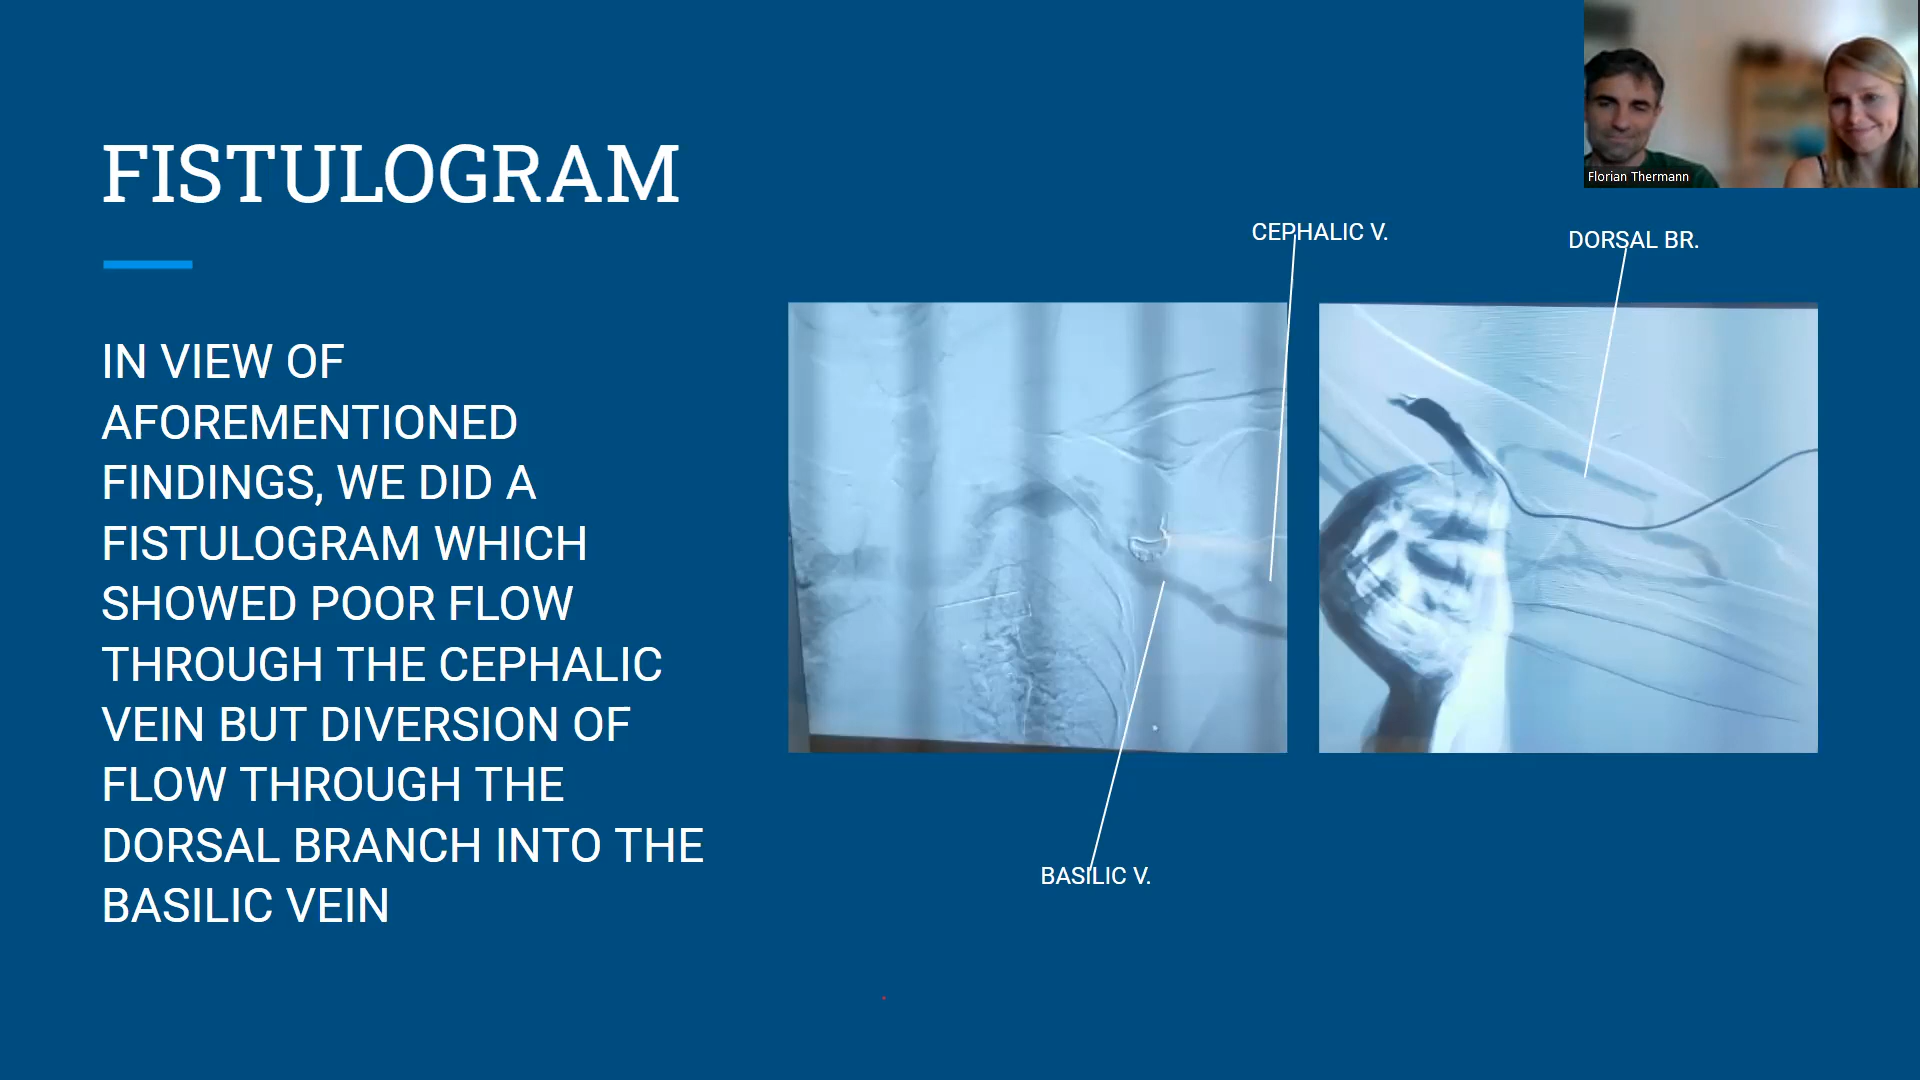 FISTULOGRAM
IN VIEW OF
AFOREMENTIONED
FINDINGS, WE DID A
FISTULOGRAM WHICH
SHOWED POOR FLOW
THROUGH THE CEPHALIC
VEIN BUT DIVERSION OF
FLOW THROUGH THE
DORSAL BRANCH INTO THE
BASILIC VEIN
CEPHALIC V.
DORSAL BR.
BASILIC V.
Florian Thermann